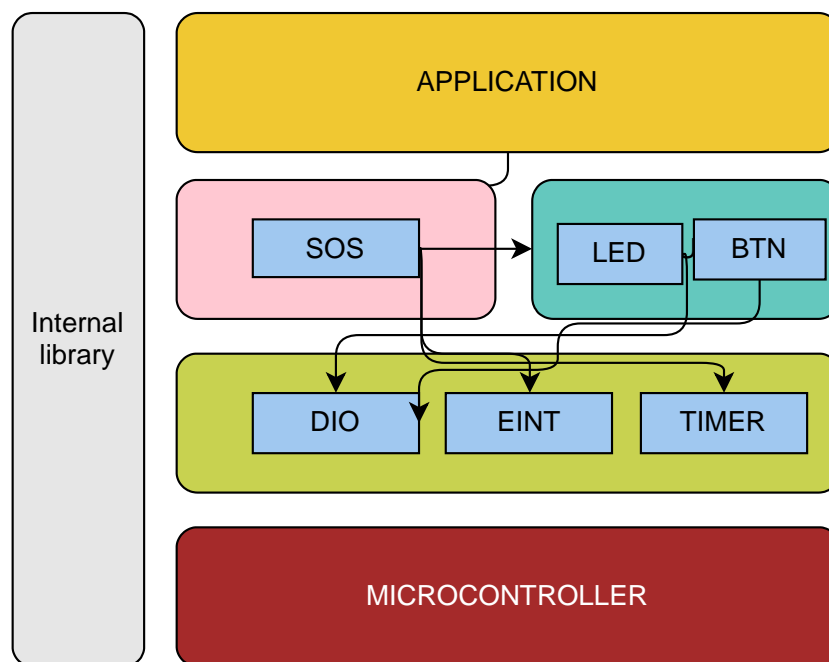 APPLICATION
SOS
LED
BTN
Internal
library
DIO
EINT
TIMER
MICROCONTROLLER